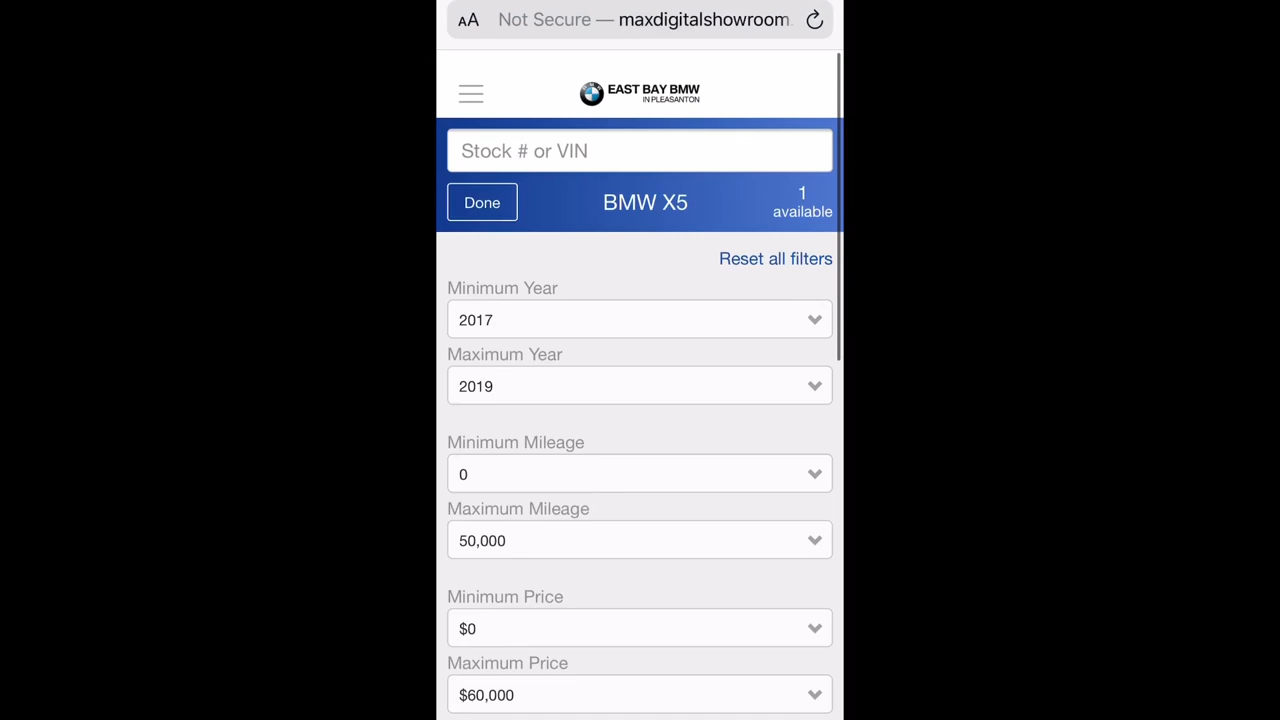 AA Not Secure — maxdigitalshowroom.
EAST BAY BMW
IN PLEASANTON
Stock # or VIN
Done
BMW X5
1
available
Reset all filters
Minimum Year
2017
Maximum Year
2019
Minimum Mileage
0
Maximum Mileage
50,000
Minimum Price
$0
Maximum Price
$60,000